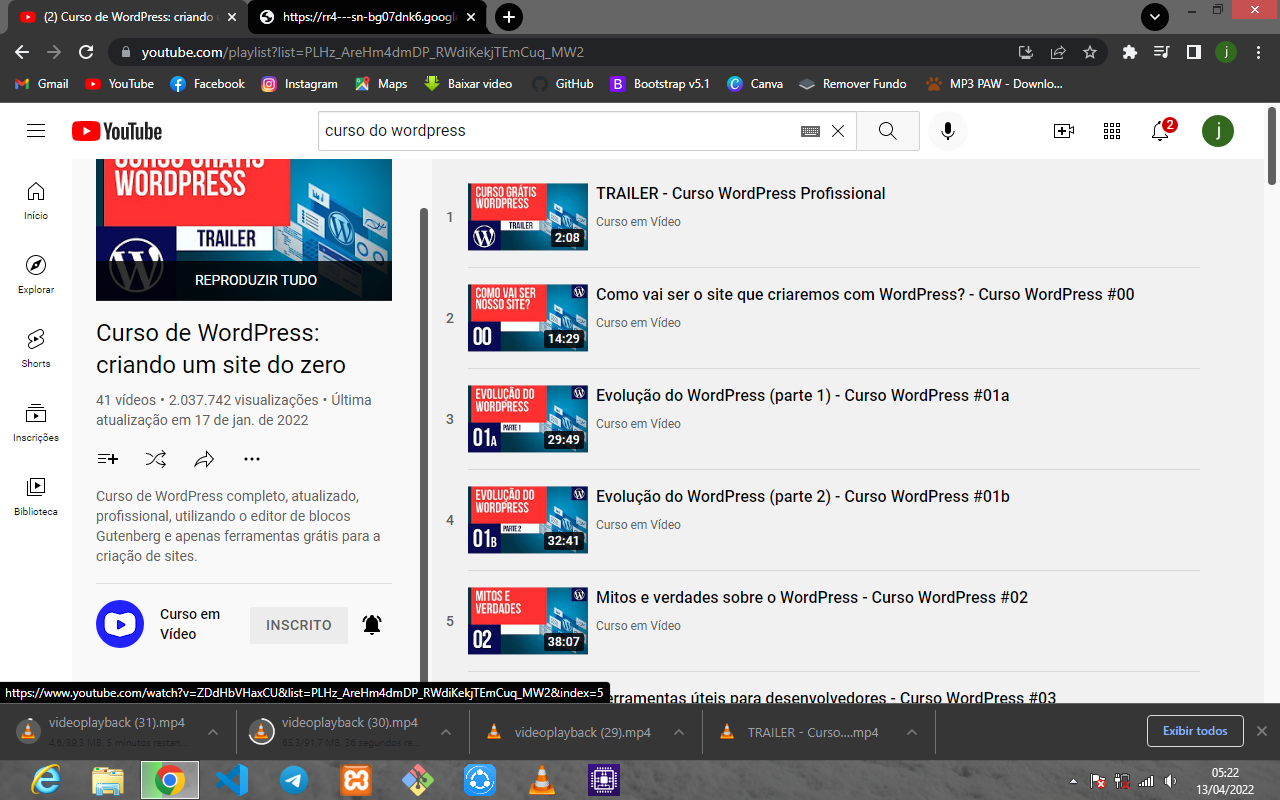 (2) Curso de WordPress: criando
https://rr4---sn-bg07dnk6.google
youtube.com/playlist?list=PLHz_AreHm4dmDP_RWdiKekjTEmCuq_MW2
j
Gmail
YouTube
Facebook
Instagram
Maps
Baixar video
GitHub
Bootstrap v5.1
Canva
Remover Fundo
MP3 PAW - Downlo...
YouTube
curso do wordpress
2
j
Início
Explorar
Shorts
Inscrições
Biblioteca
CURSO GRÁTIS
WORDPRESS
TRAILER
REPRODUZIR TUDO
Curso de WordPress:
criando um site do zero
41 vídeos • 2.037.742 visualizações • Última
atualização em 17 de jan. de 2022
Curso de WordPress completo, atualizado,
profissional, utilizando o editor de blocos
Gutenberg e apenas ferramentas grátis para a
criação de sites.
Curso em
Vídeo
INSCRITO
1
CURSO GRÁTIS
WORDPRESS
TRAILER
2:08
TRAILER - Curso WordPress Profissional
Curso em Vídeo
2
COMO VAI SER
NOSSO SITE?
00
14:29
Como vai ser o site que criaremos com WordPress? - Curso WordPress #00
Curso em Vídeo
3
EVOLUÇÃO DO
WORDPRESS
PARTE 1
01A
29:49
Evolução do WordPress (parte 1) - Curso WordPress #01a
Curso em Vídeo
4
EVOLUÇÃO DO
WORDPRESS
PARTE 2
01B
32:41
Evolução do WordPress (parte 2) - Curso WordPress #01b
Curso em Vídeo
5
MITOS E
VERDADES
02
38:07
Mitos e verdades sobre o WordPress - Curso WordPress #02
Curso em Vídeo
erramentas úteis para desenvolvedores - Curso WordPress #03
https://www.youtube.com/watch?v=ZDdHbVHaxCU&list=PLHz_AreHm4dmDP_RWdiKekjTEmCuq_MW2&index=5
videoplayback (31).mp4
4,6/89,3 MB, 5 minutos restan...
videoplayback (30).mp4
65,3/91,7 MB, 36 segundos re...
videoplayback (29).mp4
TRAILER - Curso....mp4
Exibir todos
05:22
13/04/2022